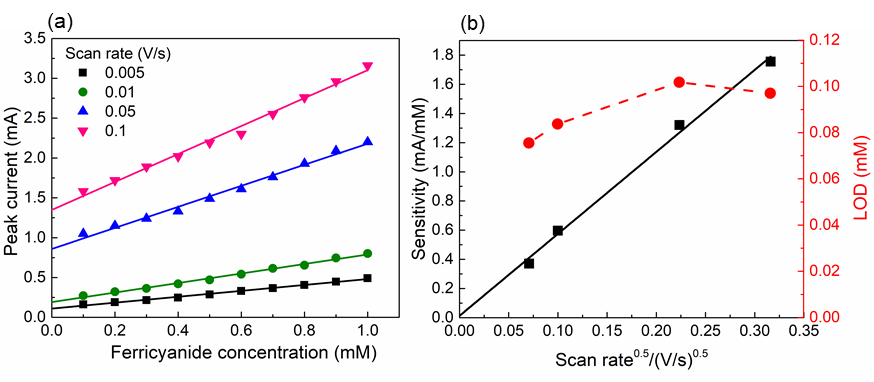 (a)
Peak current (mA)
3.5
3.0
2.5
2.0
1.5
1.0
0.5
0.0
Scan rate (V/s)
0.005
0.01
0.05
0.1
0.0 0.2 0.4 0.6 0.8 1.0
Ferricyanide concentration (mM)
(b)
Sensitivity (mA/mM)
1.8
1.6
1.4
1.2
1.0
0.8
0.6
0.4
0.2
0.0
0.00 0.05 0.10 0.15 0.20 0.25 0.30 0.35
Scan rate^0.5/(V/s)^0.5
0.12
0.10
0.08
0.06
0.04
0.02
0.00
LOD (mM)